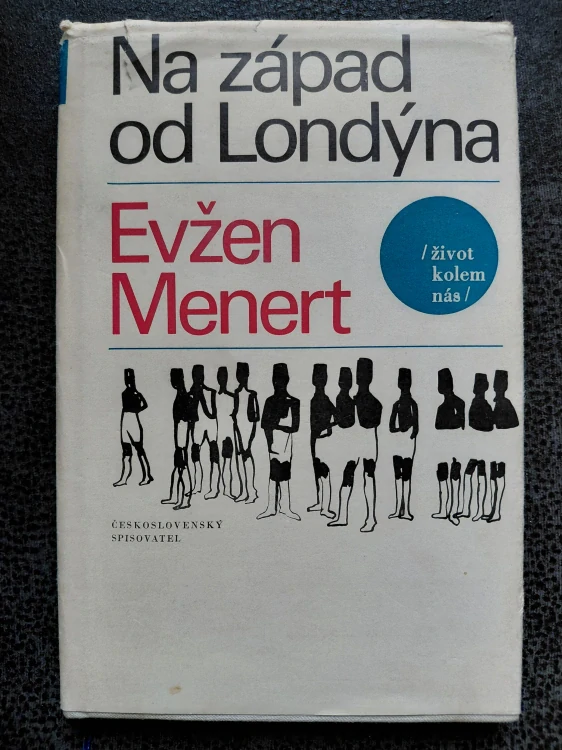 Na západ
od Londýna
Evžen
Menert
/život
kolem
nás/
ČESKOSLOVENSKÝ
SPISOVATEL